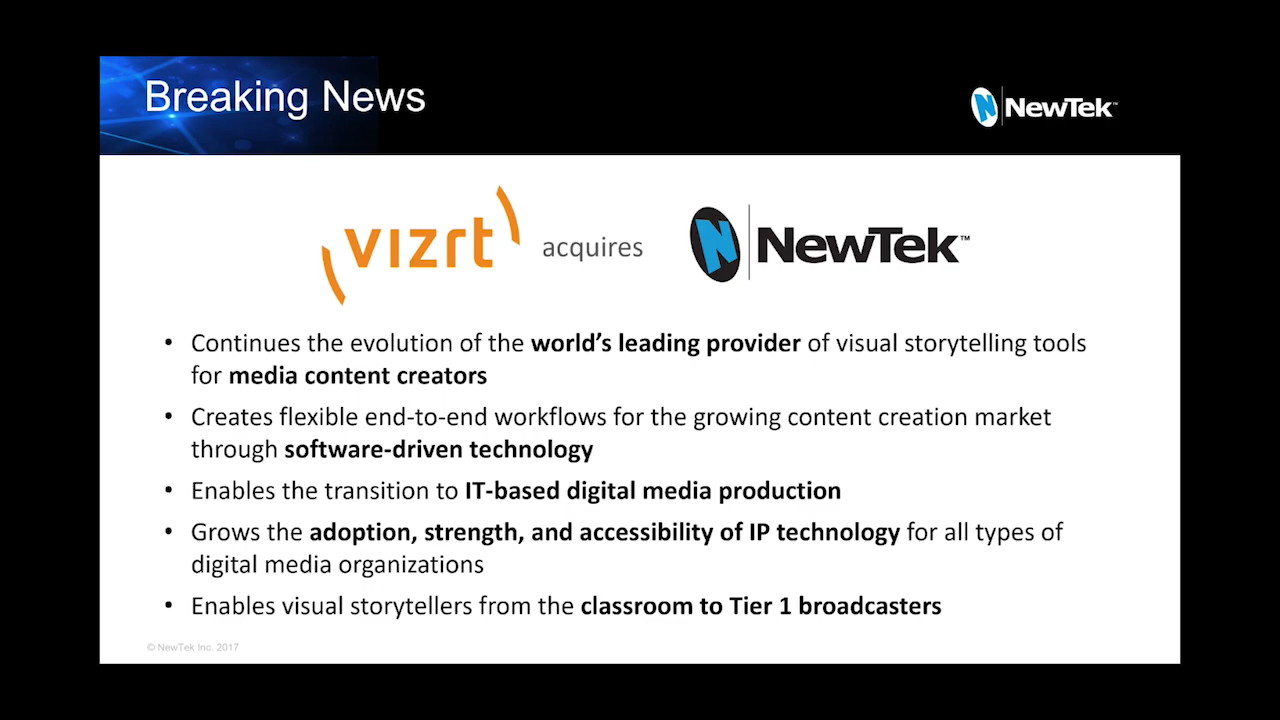 Breaking News
NewTek™
vizrt acquires NewTek™
• Continues the evolution of the world's leading provider of visual storytelling tools
for media content creators
• Creates flexible end-to-end workflows for the growing content creation market
through software-driven technology
• Enables the transition to IT-based digital media production
• Grows the adoption, strength, and accessibility of IP technology for all types of
digital media organizations
• Enables visual storytellers from the classroom to Tier 1 broadcasters
© NewTek Inc. 2017